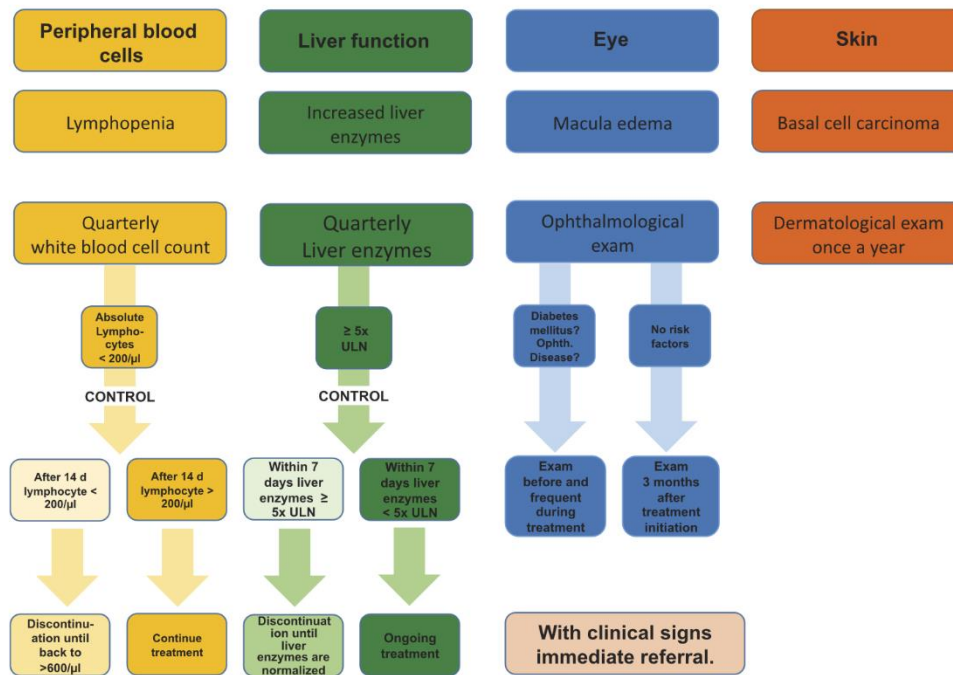 Peripheral blood
cells
Liver function
Eye
Skin
Lymphopenia
Increased liver
enzymes
Macula edema
Basal cell carcinoma
Quarterly
white blood cell count
Quarterly
Liver enzymes
Ophthalmological
exam
Dermatological exam
once a year
Absolute
Lympho-
cytes
< 200/µl
≥ 5x
ULN
Diabetes
mellitus?
Ophth.
Disease?
No risk
factors
CONTROL
CONTROL
After 14 d
lymphocyte <
200/µl
After 14 d
lymphocyte >
200/µl
Within 7
days liver
enzymes ≥
5x ULN
Within 7
days liver
enzymes
< 5x ULN
Exam
before and
frequent
during
treatment
Exam
3 months
after
treatment
initiation
Discontinu-
ation until
back to
>600/µl
Continue
treatment
Discontinuat
ion until liver
enzymes are
normalized
Ongoing
treatment
With clinical signs
immediate referral.